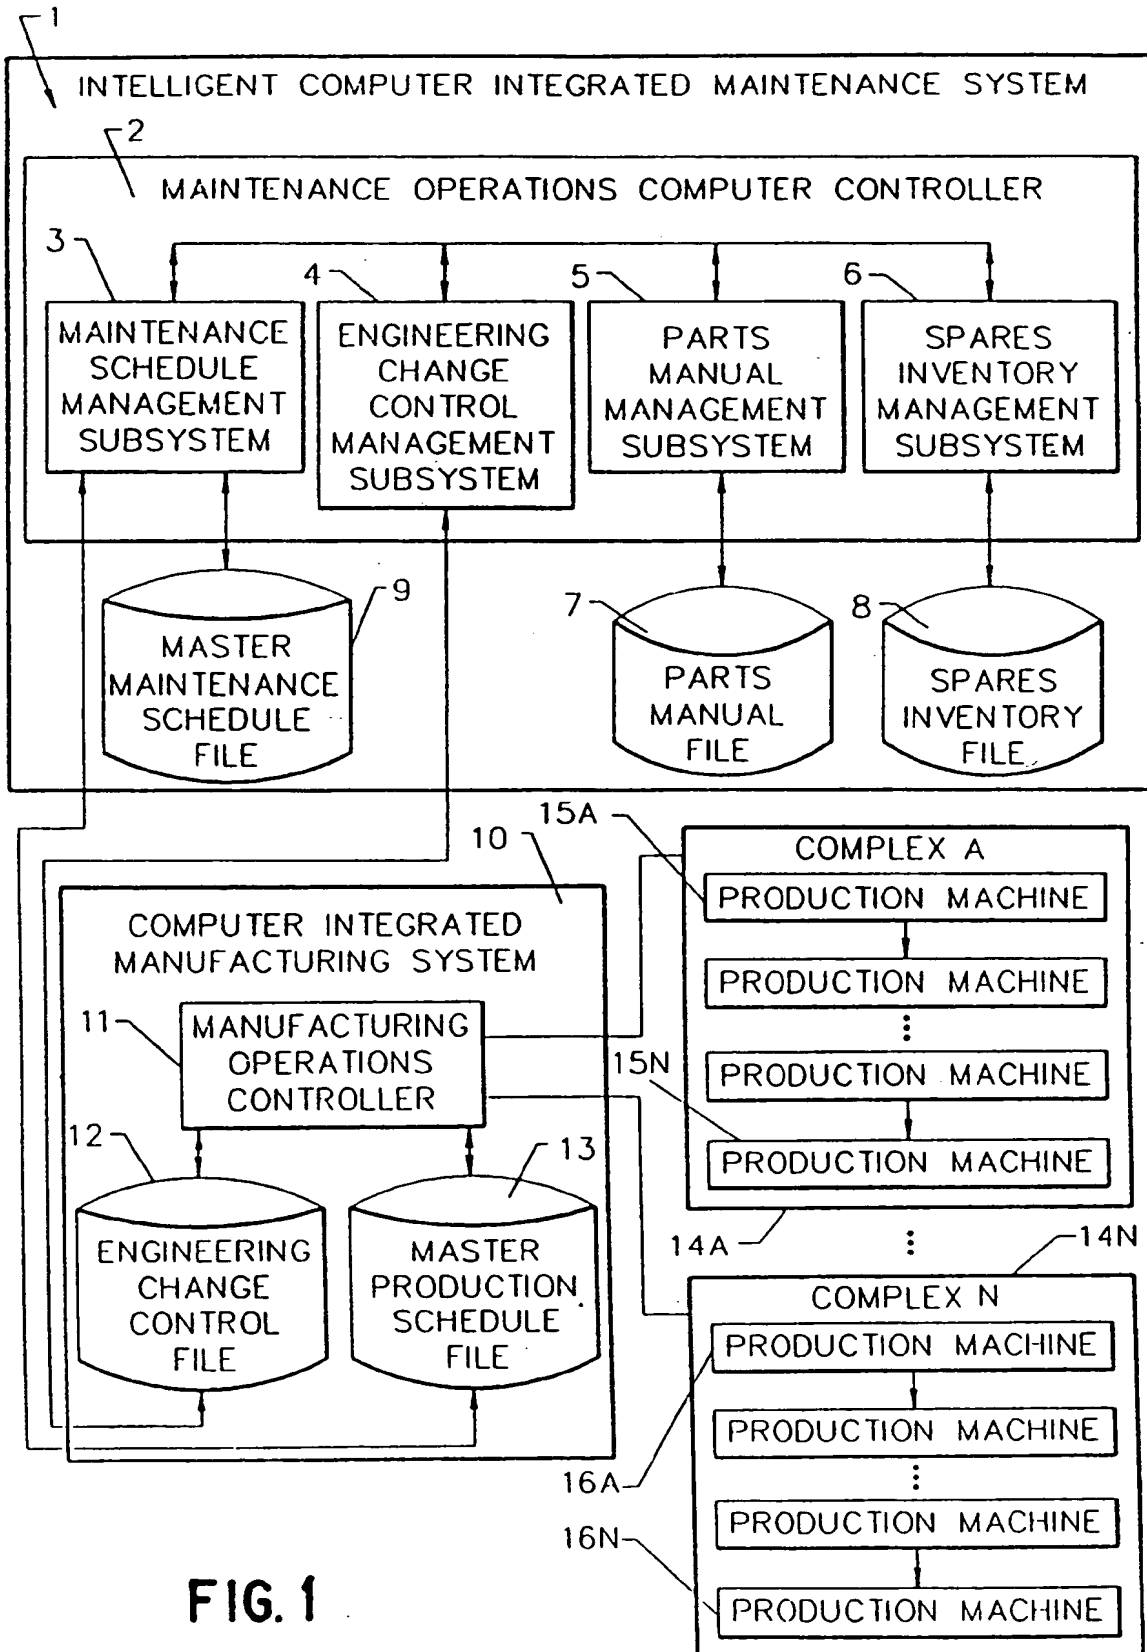 1
INTELLIGENT COMPUTER INTEGRATED MAINTENANCE SYSTEM
2
MAINTENANCE OPERATIONS COMPUTER CONTROLLER
3
4
5
6
MAINTENANCE
SCHEDULE
MANAGEMENT
SUBSYSTEM
ENGINEERING
CHANGE
CONTROL
MANAGEMENT
SUBSYSTEM
PARTS
MANUAL
MANAGEMENT
SUBSYSTEM
SPARES
INVENTORY
MANAGEMENT
SUBSYSTEM
9
MASTER
MAINTENANCE
SCHEDULE
FILE
7
PARTS
MANUAL
FILE
8
SPARES
INVENTORY
FILE
10
COMPUTER INTEGRATED
MANUFACTURING SYSTEM
11
MANUFACTURING
OPERATIONS
CONTROLLER
12
ENGINEERING
CHANGE
CONTROL
FILE
13
MASTER
PRODUCTION
SCHEDULE
FILE
15A
COMPLEX A
PRODUCTION MACHINE
PRODUCTION MACHINE
15N
PRODUCTION MACHINE
PRODUCTION MACHINE
14A
14N
COMPLEX N
PRODUCTION MACHINE
PRODUCTION MACHINE
16A
PRODUCTION MACHINE
16N
PRODUCTION MACHINE
FIG. 1